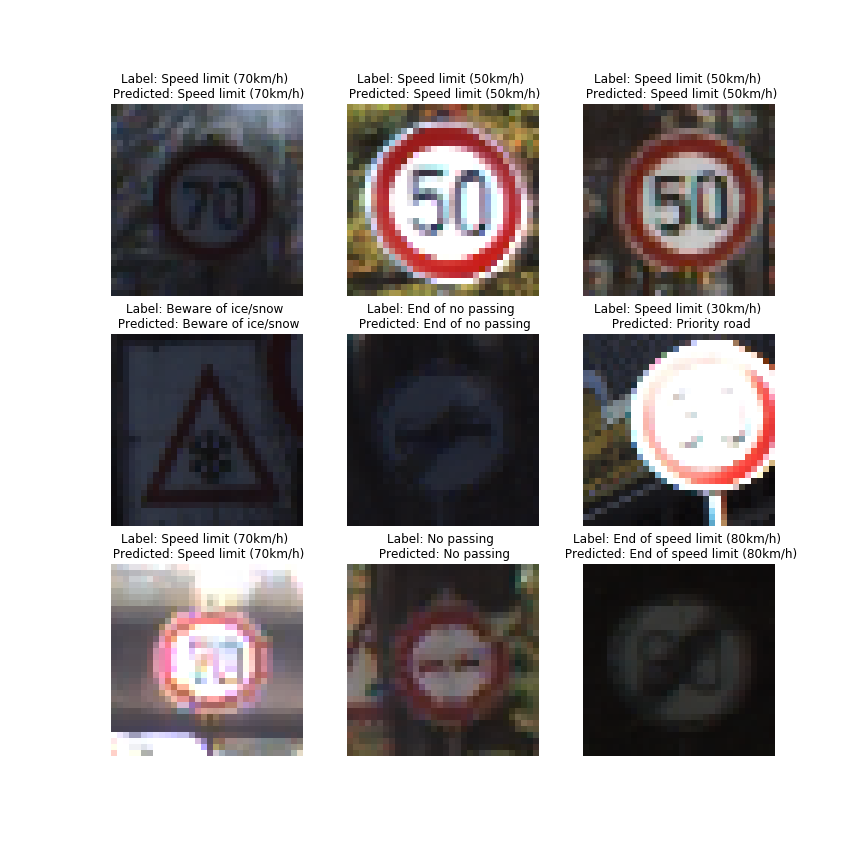 Label: Speed limit (70km/h)
Predicted: Speed limit (70km/h)
70
Label: Speed limit (50km/h)
Predicted: Speed limit (50km/h)
50
Label: Speed limit (50km/h)
Predicted: Speed limit (50km/h)
50
Label: Beware of ice/snow
Predicted: Beware of ice/snow
Label: End of no passing
Predicted: End of no passing
Label: Speed limit (30km/h)
Predicted: Priority road
Label: Speed limit (70km/h)
Predicted: Speed limit (70km/h)
70
Label: No passing
Predicted: No passing
Label: End of speed limit (80km/h)
Predicted: End of speed limit (80km/h)
80